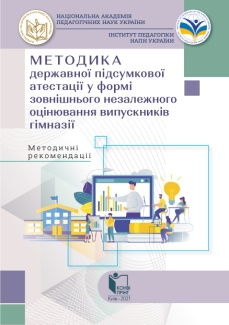 НАЦІОНАЛЬНА АКАДЕМІЯ
ПЕДАГОГІЧНИХ НАУК УКРАЇНИ
ІНСТИТУТ ПЕДАГОГІКИ
НАПН УКРАЇНИ
МЕТОДИКА
державної підсумкової
атестації у формі
зовнішнього незалежного
оцінювання випускників
гімназії
Методичні
рекомендації
Київ - 2021